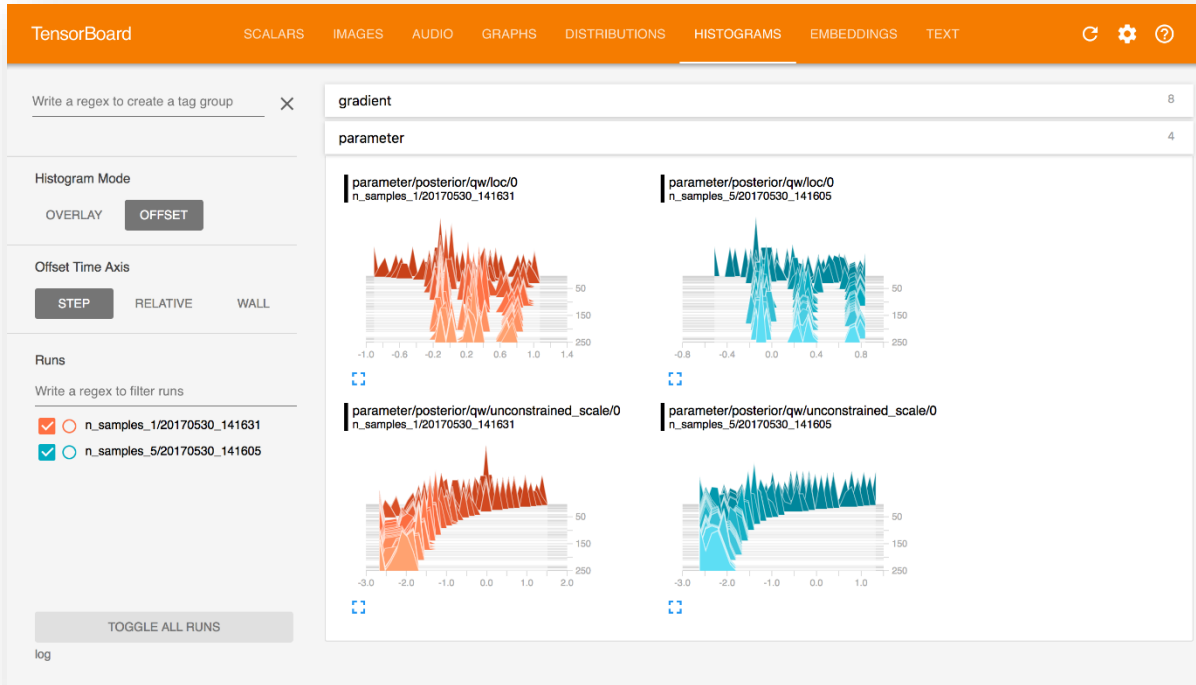 TensorBoard SCALARS IMAGES AUDIO GRAPHS DISTRIBUTIONS HISTOGRAMS EMBEDDINGS TEXT
Write a regex to create a tag group
Histogram Mode
OVERLAY OFFSET
Offset Time Axis
STEP RELATIVE WALL
Runs
Write a regex to filter runs
n_samples_1/20170530_141631
n_samples_5/20170530_141605
TOGGLE ALL RUNS
log
gradient 8
parameter 4
parameter/posterior/qw/loc/0
n_samples_1/20170530_141631
50
150
250
-1.0 -0.6 -0.2 0.2 0.6 1.0 1.4
parameter/posterior/qw/loc/0
n_samples_5/20170530_141605
50
150
250
-0.8 -0.4 0.0 0.4 0.8
parameter/posterior/qw/unconstrained_scale/0
n_samples_1/20170530_141631
50
150
250
-3.0 -2.0 -1.0 0.0 1.0 2.0
parameter/posterior/qw/unconstrained_scale/0
n_samples_5/20170530_141605
50
150
250
-3.0 -2.0 -1.0 0.0 1.0